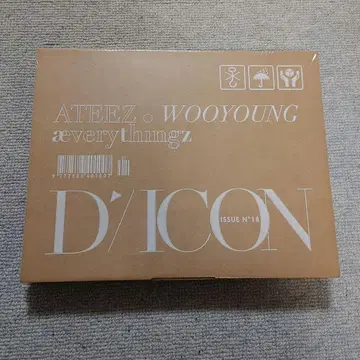 ATEEZ WOOYOUNG
æverythingz
D'/ICON
ISSUE N°18